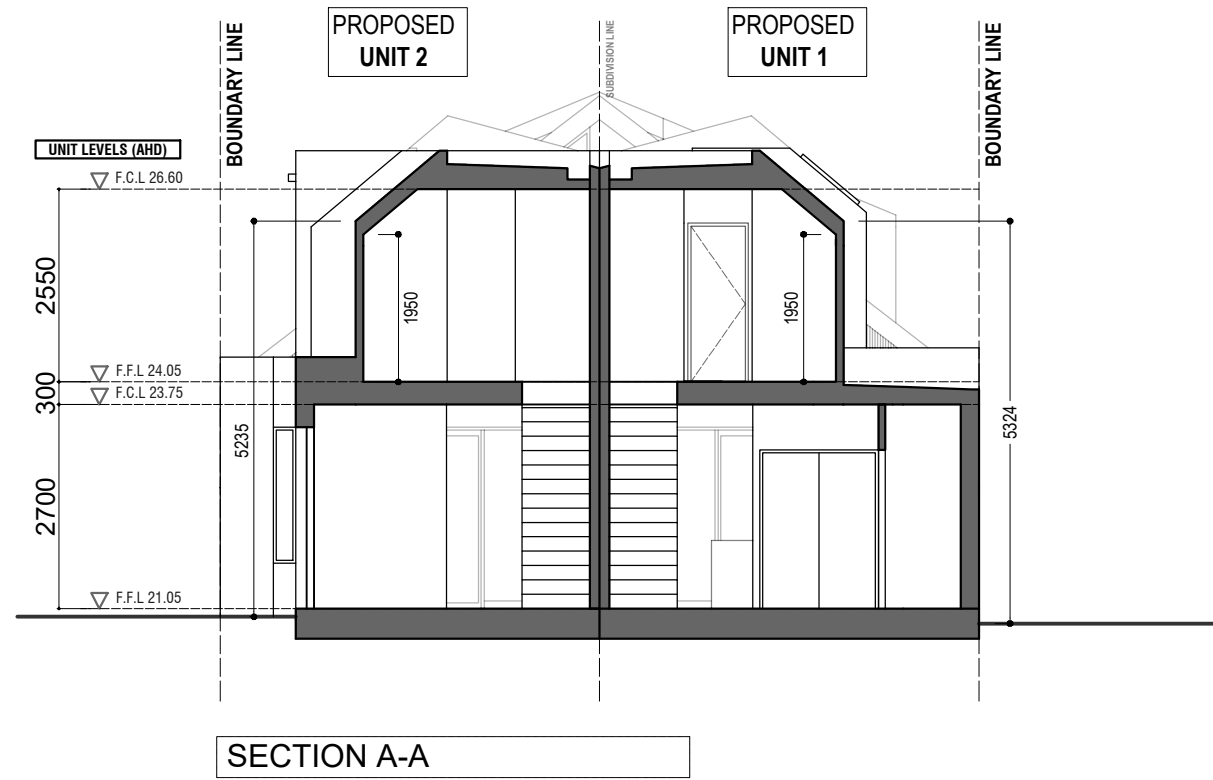 PROPOSED
UNIT 2
PROPOSED
UNIT 1
BOUNDARY LINE
SUBDIVISION LINE
BOUNDARY LINE
UNIT LEVELS (AHD)
F.C.L 26.60
2550
1950
1950
F.F.L 24.05
300
F.C.L 23.75
5235
5324
2700
F.F.L 21.05
SECTION A-A